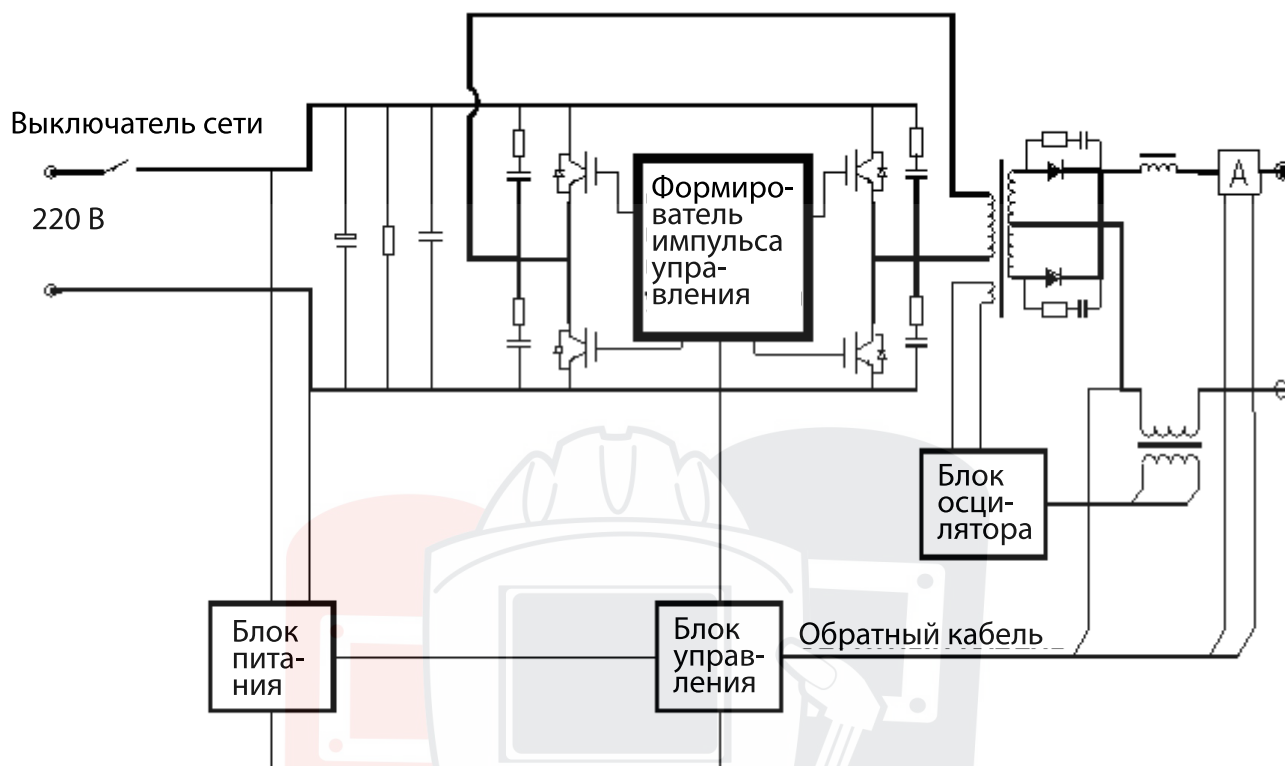 Выключатель сети
220 В
Формиро-
ватель
импульса
упра-
вления
А
Блок
осци-
лятора
Блок
пита-
ния
Блок
управ-
ления
Обратный кабель